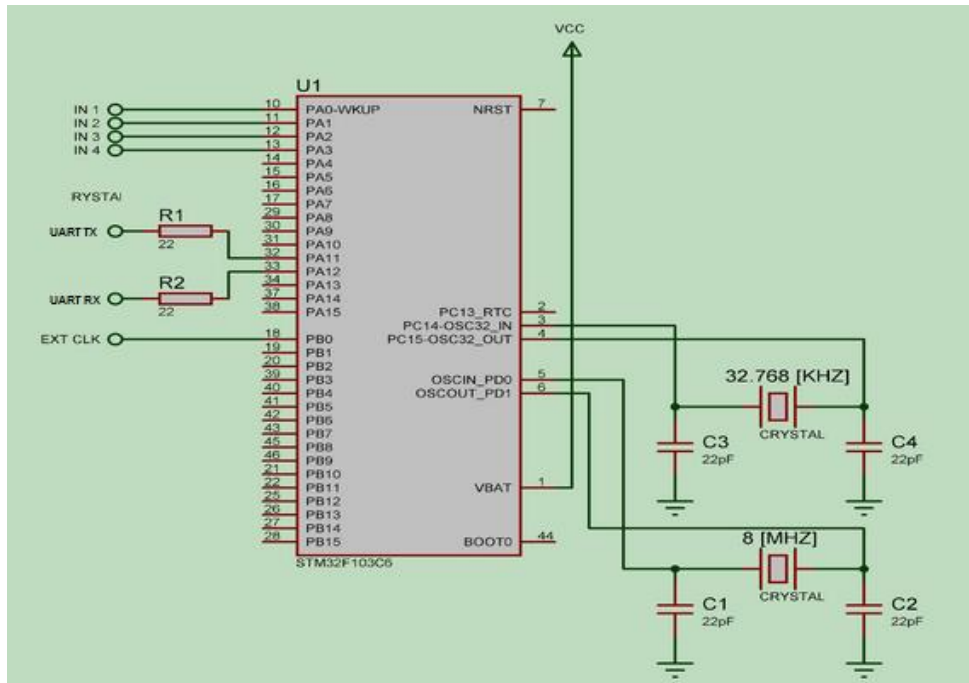 VCC
U1
IN 1
IN 2
IN 3
IN 4
10 PA0-WKUP
11 PA1
12 PA2
13 PA3
14 PA4
15 PA5
16 PA6
17 PA7
29 PA8
30 PA9
31 PA10
32 PA11
33 PA12
34 PA13
37 PA14
38 PA15
18 PB0
19 PB1
20 PB2
39 PB3
40 PB4
41 PB5
42 PB6
43 PB7
45 PB8
46 PB9
21 PB10
22 PB11
25 PB12
26 PB13
27 PB14
28 PB15
NRST 7
PC13_RTC 2
PC14-OSC32_IN 3
PC15-OSC32_OUT 4
OSCIN_PD0 5
OSCOUT_PD1 6
VBAT 1
BOOT0 44
STM32F103C6
RYSTAI
UART TX
R1
22
UART RX
R2
22
EXT CLK
32.768 [KHZ]
CRYSTAL
C3
22pF
C4
22pF
8 [MHZ]
CRYSTAL
C1
22pF
C2
22pF